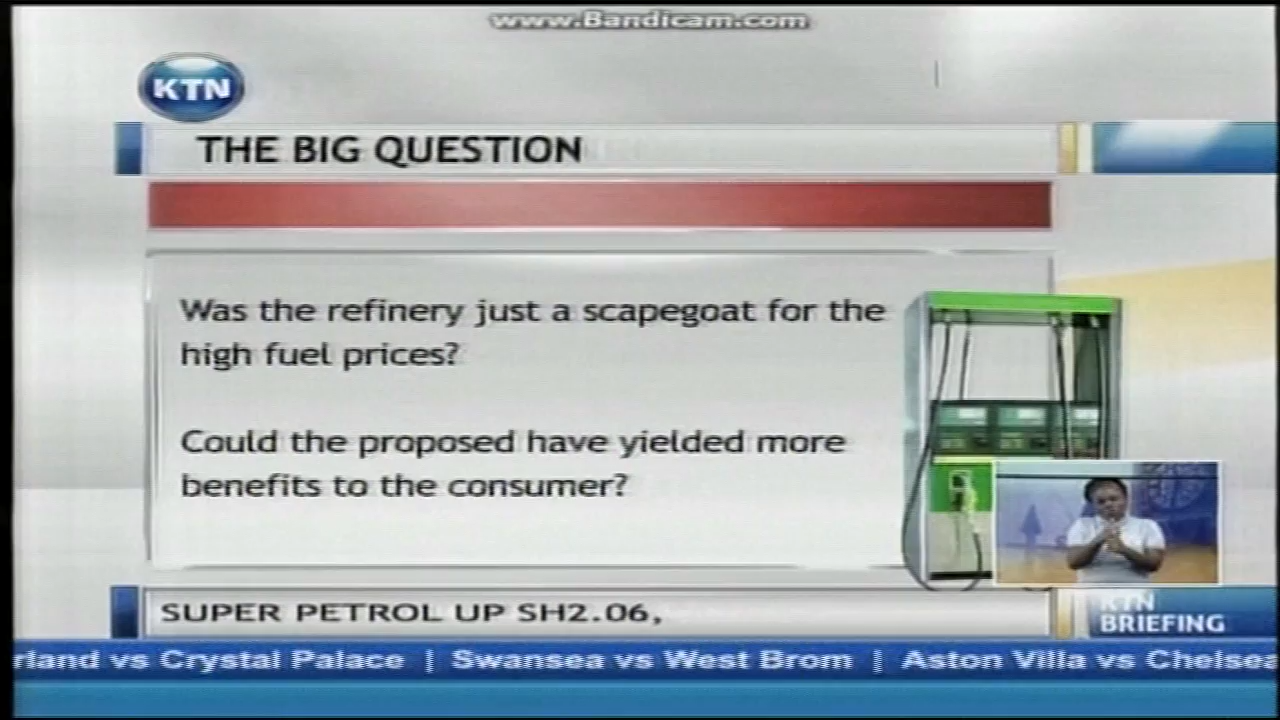 www.Bandicam.com
KTN
THE BIG QUESTION
Was the refinery just a scapegoat for the
high fuel prices?
Could the proposed have yielded more
benefits to the consumer?
SUPER PETROL UP SH2.06,
KTN
BRIEFING
rland vs Crystal Palace | Swansea vs West Brom | Aston Villa vs Chelsea